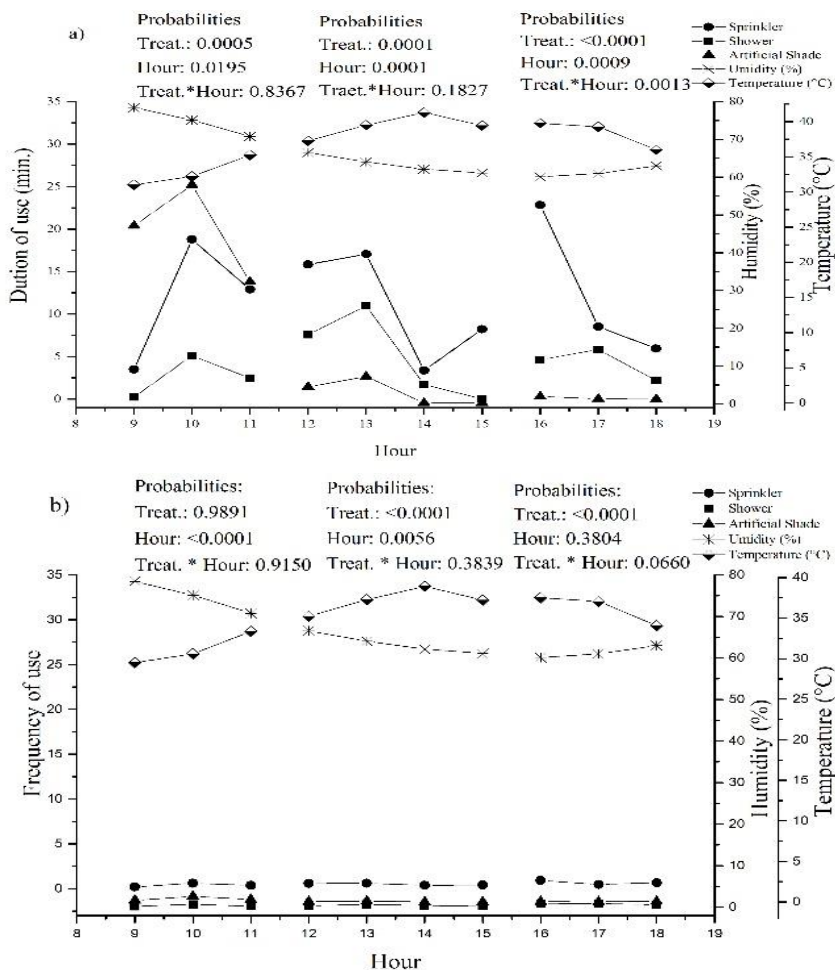 a)
Probabilities
Treat.: 0.0005
Hour: 0.0195
Treat.*Hour: 0.8367
Probabilities
Treat.: 0.0001
Hour: 0.0001
Traet.*Hour: 0.1827
Probabilities
Treat.: <0.0001
Hour: 0.0009
Treat.*Hour: 0.0013
Sprinkler
Shower
Artificial Shade
Umidity (%)
Temperature (°C)
Dution of use (min.)
35
30
25
20
15
10
5
0
80
70
60
50
40
30
20
10
0
Humidity (%)
40
35
30
25
20
15
10
5
0
Temperature (°C)
8 9 10 11 12 13 14 15 16 17 18 19
Hour
b)
Probabilities:
Treat.: 0.9891
Hour: <0.0001
Treat. * Hour: 0.9150
Probabilities:
Treat.: <0.0001
Hour: 0.0056
Treat. * Hour: 0.3839
Probabilities:
Treat.: <0.0001
Hour: 0.3804
Treat. * Hour: 0.0660
Sprinkler
Shower
Artificial Shade
Umidity (%)
Temperature (°C)
Frequency of use
35
30
25
20
15
10
5
0
80
70
60
50
40
30
20
10
0
Humidity (%)
40
35
30
25
20
15
10
5
0
Temperature (°C)
8 9 10 11 12 13 14 15 16 17 18 19
Hour